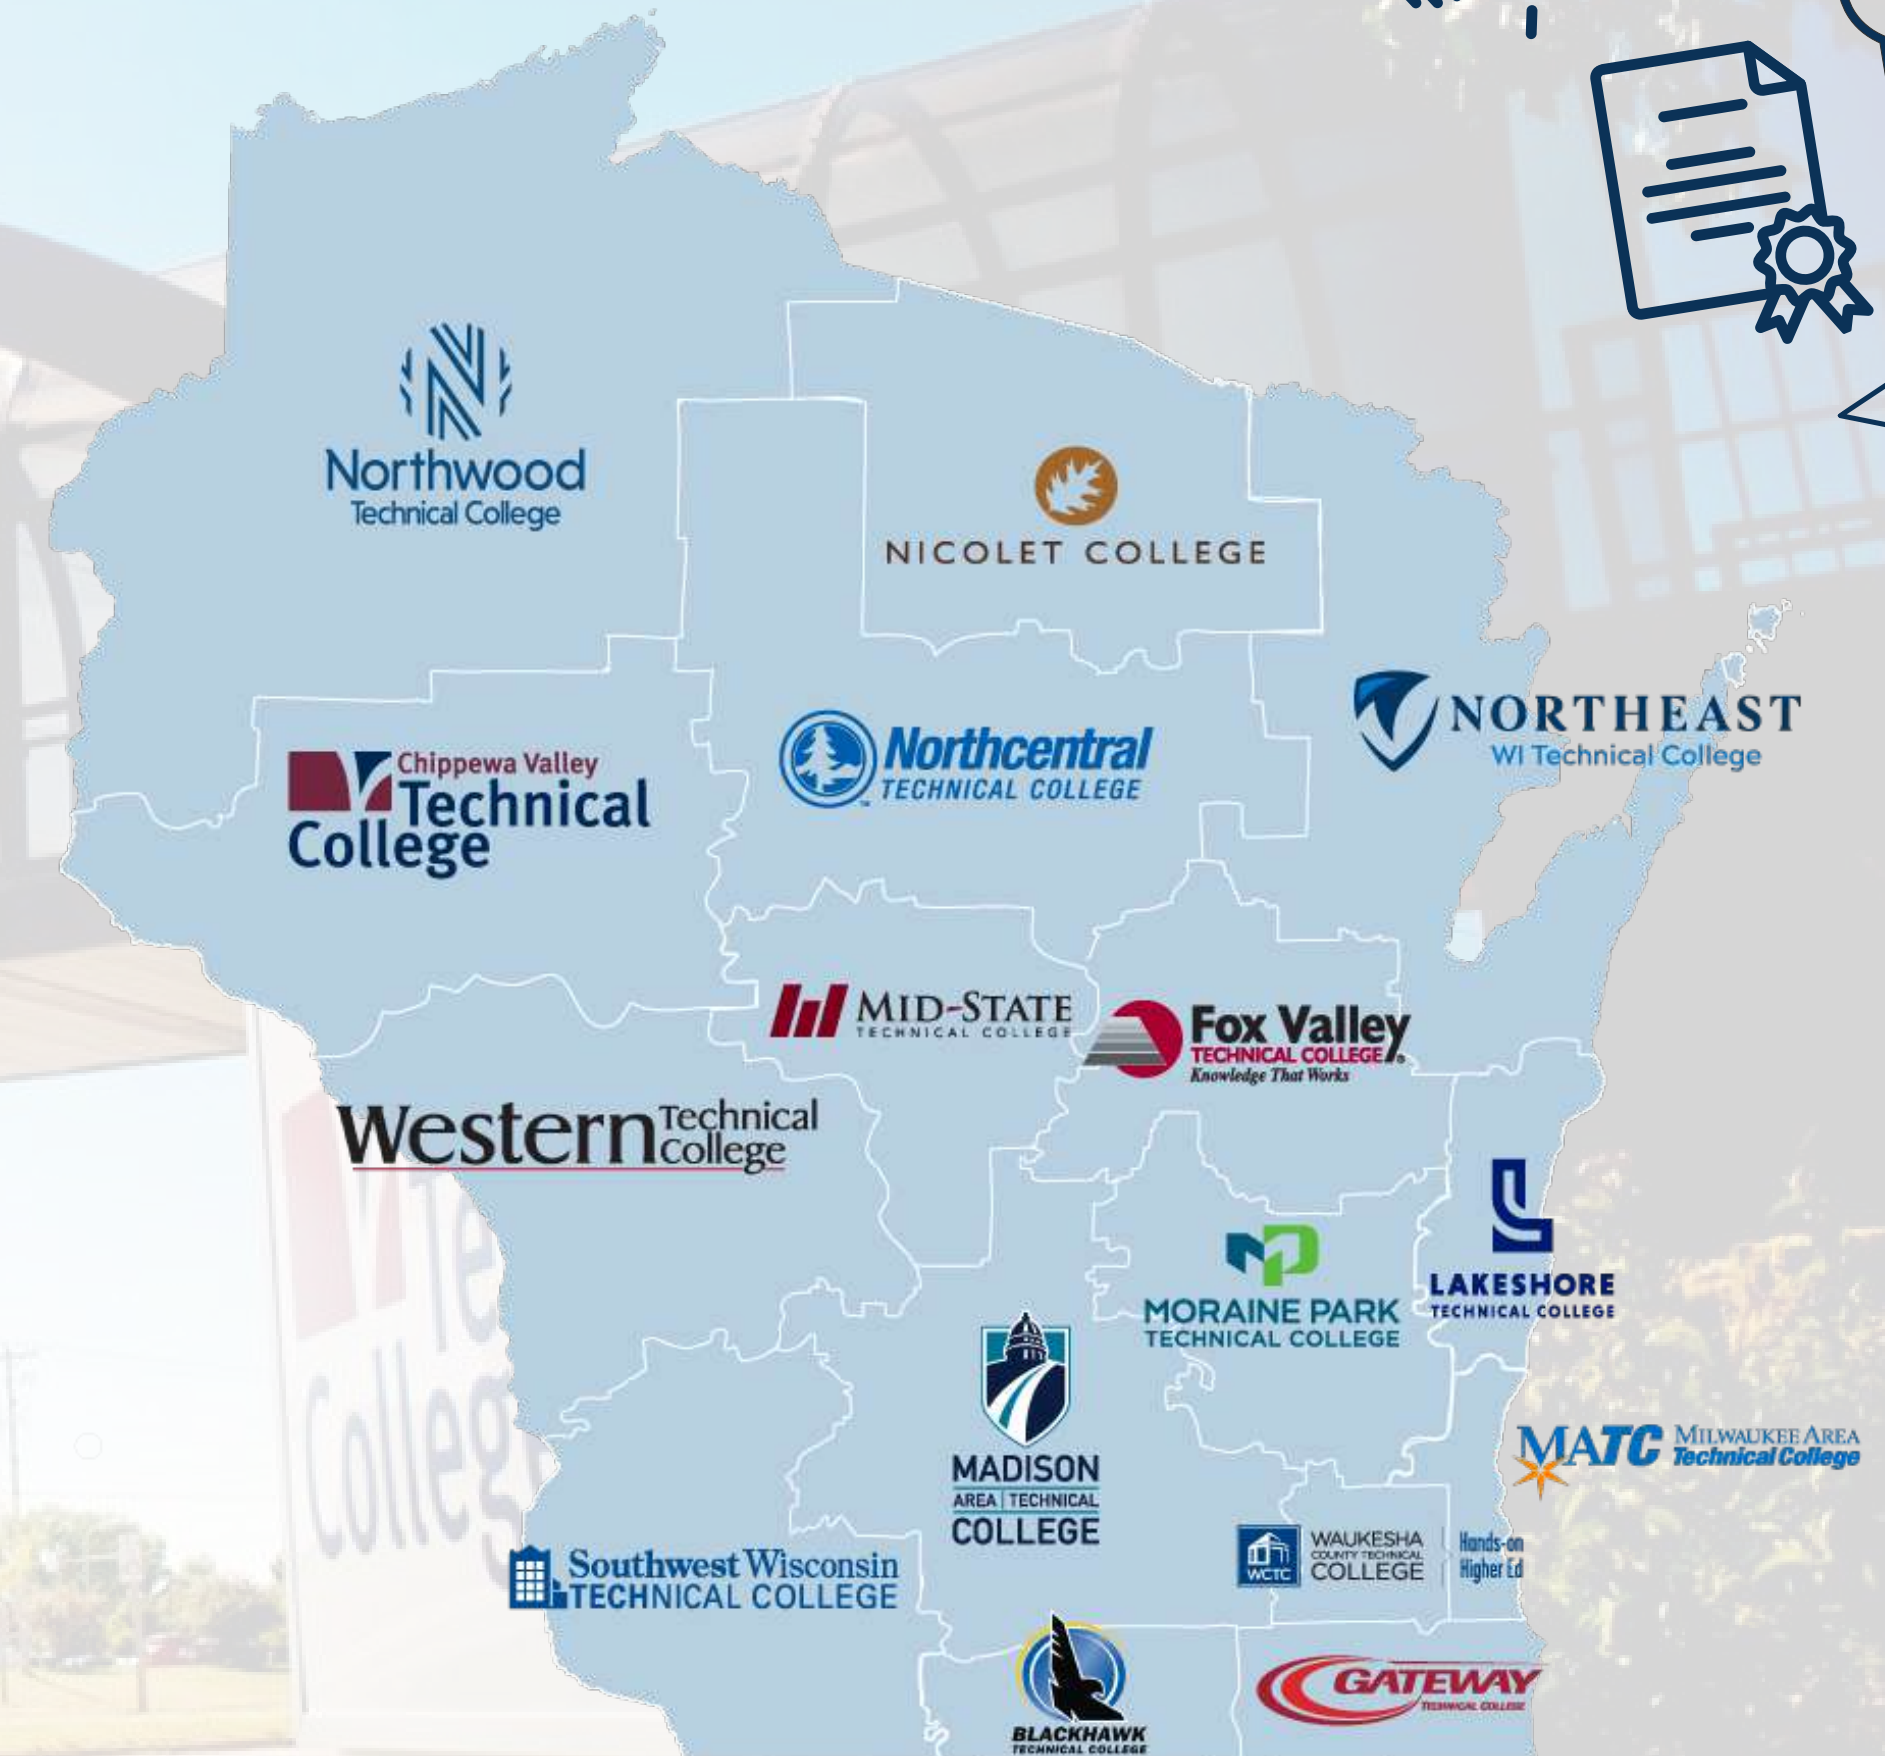 Northwood
Technical College
NICOLET COLLEGE
NORTHEAST
WI Technical College
Chippewa Valley
Technical
College
Northcentral
TECHNICAL COLLEGE
MID-STATE
TECHNICAL COLLEGE
Fox Valley
TECHNICAL COLLEGE®
Knowledge That Works
Western Technical
College
LAKESHORE
TECHNICAL COLLEGE
MORAINE PARK
TECHNICAL COLLEGE
MADISON
AREA | TECHNICAL
COLLEGE
MATC MILWAUKEE AREA
Technical College
WCTC
WAUKESHA
COUNTY TECHNICAL
COLLEGE
Hands-on
Higher Ed
Southwest Wisconsin
TECHNICAL COLLEGE
BLACKHAWK
TECHNICAL COLLEGE
GATEWAY
TECHNICAL COLLEGE
Te
College